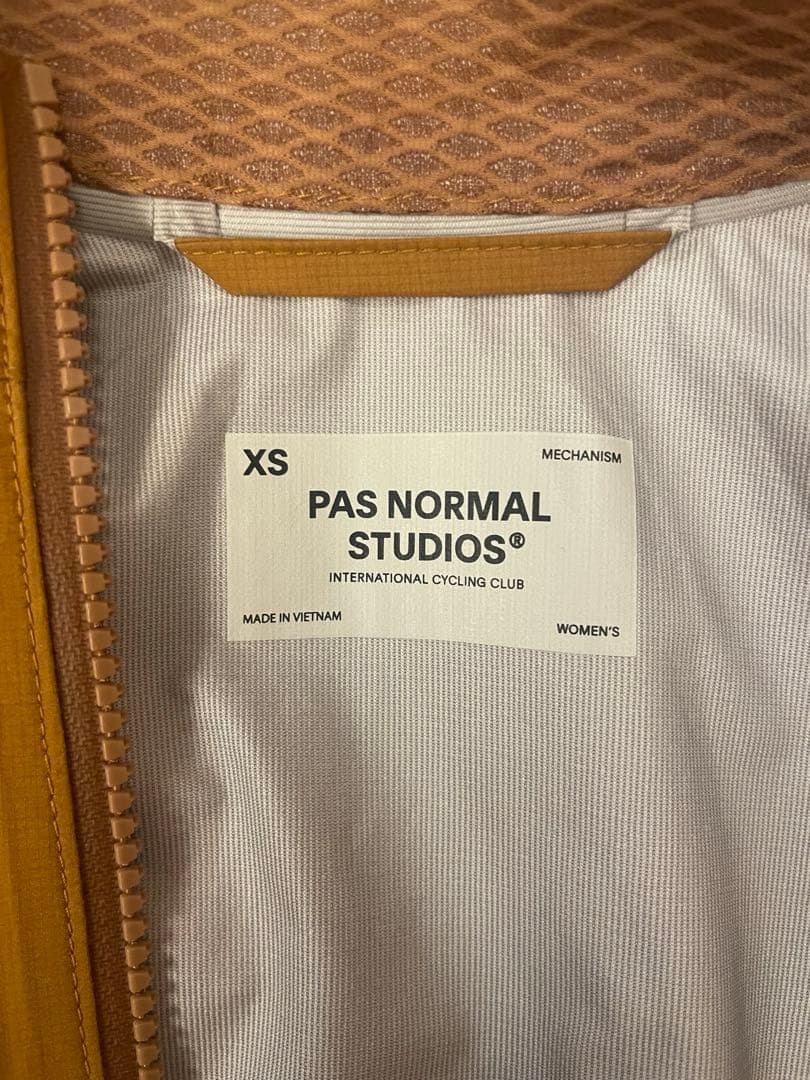 XS
MECHANISM
PAS NORMAL
STUDIOS®
INTERNATIONAL CYCLING CLUB
MADE IN VIETNAM
WOMEN'S